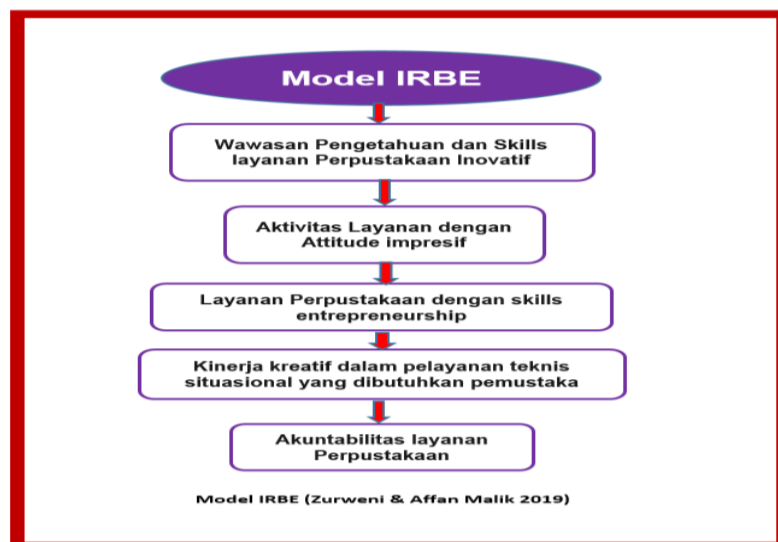 Model IRBE
Wawasan Pengetahuan dan Skills
layanan Perpustakaan Inovatif
Aktivitas Layanan dengan
Attitude impresif
Layanan Perpustakaan dengan skills
entrepreneurship
Kinerja kreatif dalam pelayanan teknis
situasional yang dibutuhkan pemustaka
Akuntabilitas layanan
Perpustakaan
Model IRBE (Zurweni & Affan Malik 2019)